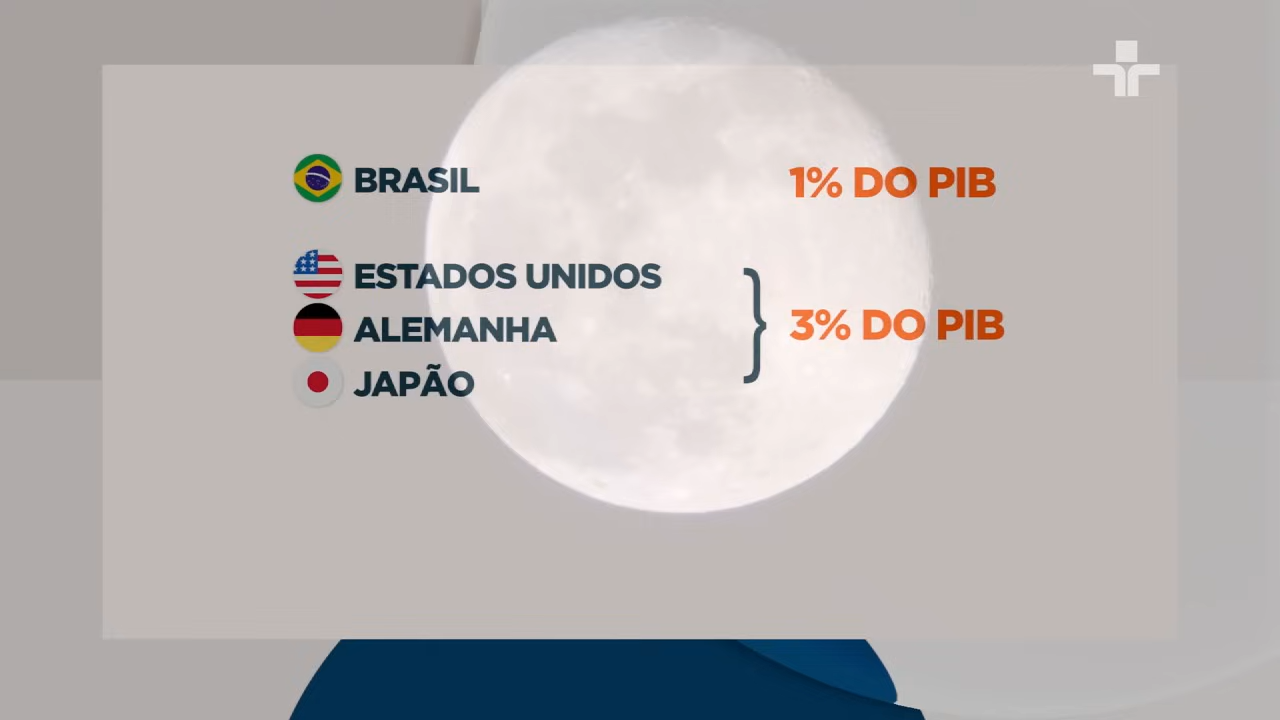 BRASIL 1% DO PIB
ESTADOS UNIDOS
ALEMANHA } 3% DO PIB
JAPÃO